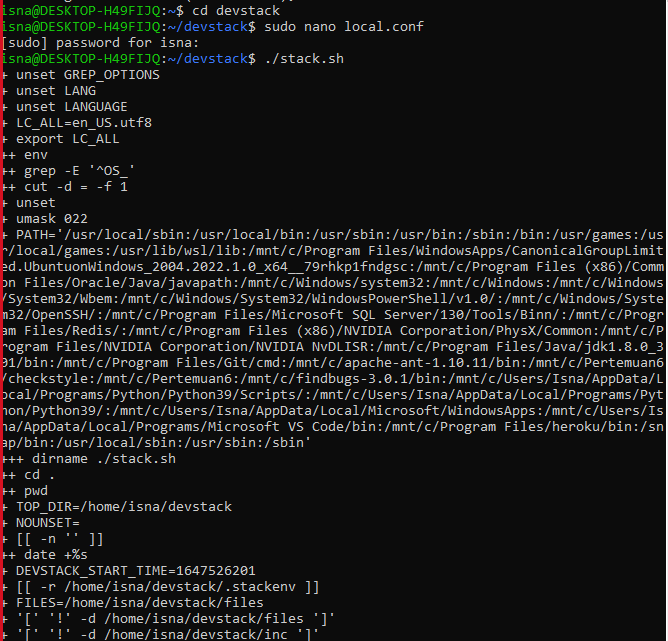 isna@DESKTOP-H49FIJQ:~$ cd devstack
isna@DESKTOP-H49FIJQ:~/devstack$ sudo nano local.conf
[sudo] password for isna:
isna@DESKTOP-H49FIJQ:~/devstack$ ./stack.sh
+ unset GREP_OPTIONS
+ unset LANG
+ unset LANGUAGE
+ LC_ALL=en_US.utf8
+ export LC_ALL
++ env
++ grep -E '^OS_'
++ cut -d = -f 1
+ unset
+ umask 022
+ PATH='/usr/local/sbin:/usr/local/bin:/usr/sbin:/usr/bin:/sbin:/bin:/usr/games:/us
r/local/games:/usr/lib/wsl/lib:/mnt/c/Program Files/WindowsApps/CanonicalGroupLimit
ed.UbuntuonWindows_2004.2022.1.0_x64__79rhkp1fndgsc:/mnt/c/Program Files (x86)/Comm
on Files/Oracle/Java/javapath:/mnt/c/Windows/system32:/mnt/c/Windows:/mnt/c/Windows
/System32/Wbem:/mnt/c/Windows/System32/WindowsPowerShell/v1.0/:/mnt/c/Windows/Syste
m32/OpenSSH/:/mnt/c/Program Files/Microsoft SQL Server/130/Tools/Binn/:/mnt/c/Progr
am Files/Redis/:/mnt/c/Program Files (x86)/NVIDIA Corporation/PhysX/Common:/mnt/c/P
rogram Files/NVIDIA Corporation/NVIDIA NvDLISR:/mnt/c/Program Files/Java/jdk1.8.0_3
01/bin:/mnt/c/Program Files/Git/cmd:/mnt/c/apache-ant-1.10.11/bin:/mnt/c/Pertemuan6
/checkstyle:/mnt/c/Pertemuan6:/mnt/c/findbugs-3.0.1/bin:/mnt/c/Users/Isna/AppData/L
ocal/Programs/Python/Python39/Scripts/:/mnt/c/Users/Isna/AppData/Local/Programs/Pyt
hon/Python39/:/mnt/c/Users/Isna/AppData/Local/Microsoft/WindowsApps:/mnt/c/Users/Is
na/AppData/Local/Programs/Microsoft VS Code/bin:/mnt/c/Program Files/heroku/bin:/sn
ap/bin:/usr/local/sbin:/usr/sbin:/sbin'
+++ dirname ./stack.sh
++ cd .
++ pwd
+ TOP_DIR=/home/isna/devstack
+ NOUNSET=
+ [[ -n '' ]]
++ date +%s
+ DEVSTACK_START_TIME=1647526201
+ [[ -r /home/isna/devstack/.stackenv ]]
+ FILES=/home/isna/devstack/files
+ '[' '!' -d /home/isna/devstack/files ']'
+ '[' '!' -d /home/isna/devstack/inc ']'